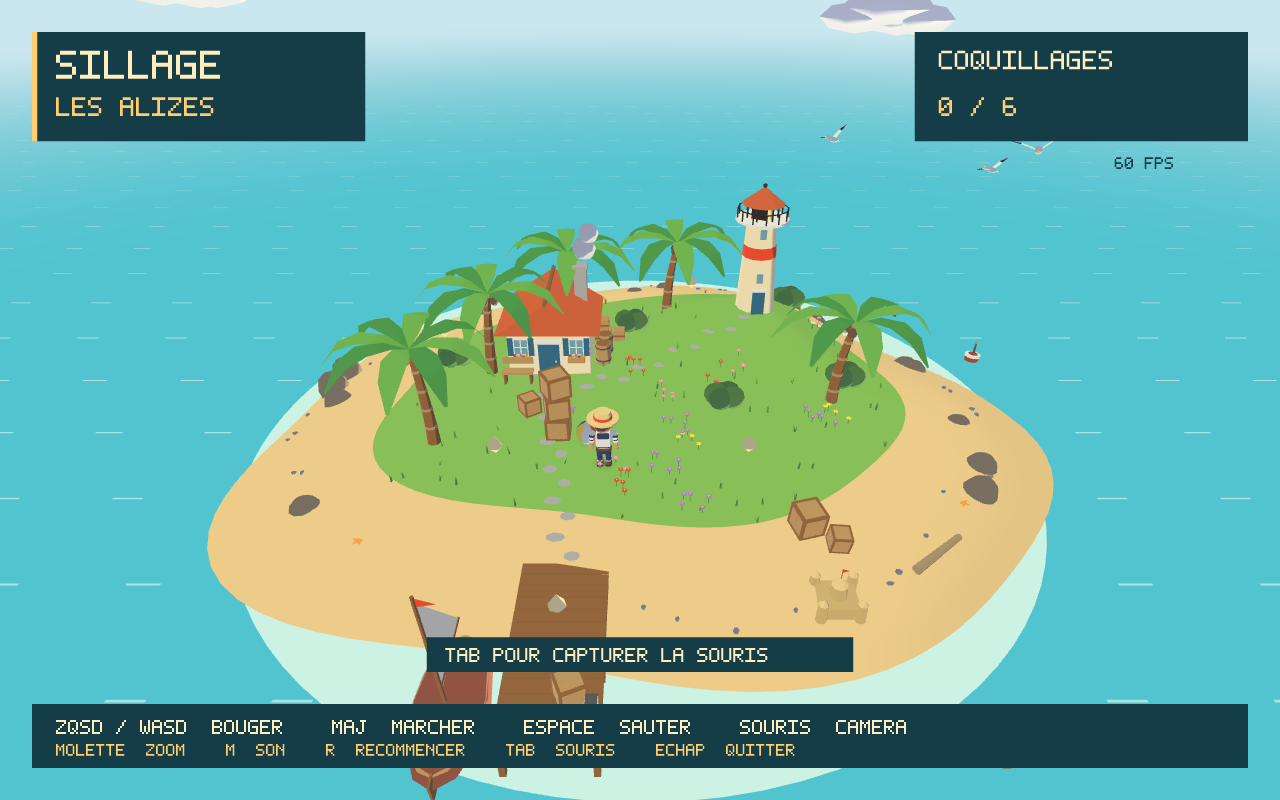 SILLAGE
LES ALIZES
COQUILLAGES
0 / 6
60 FPS
TAB POUR CAPTURER LA SOURIS
ZQSD / WASD BOUGER MAJ MARCHER ESPACE SAUTER SOURIS CAMERA
MOLETTE ZOOM M SON R RECOMMENCER TAB SOURIS ECHAP QUITTER